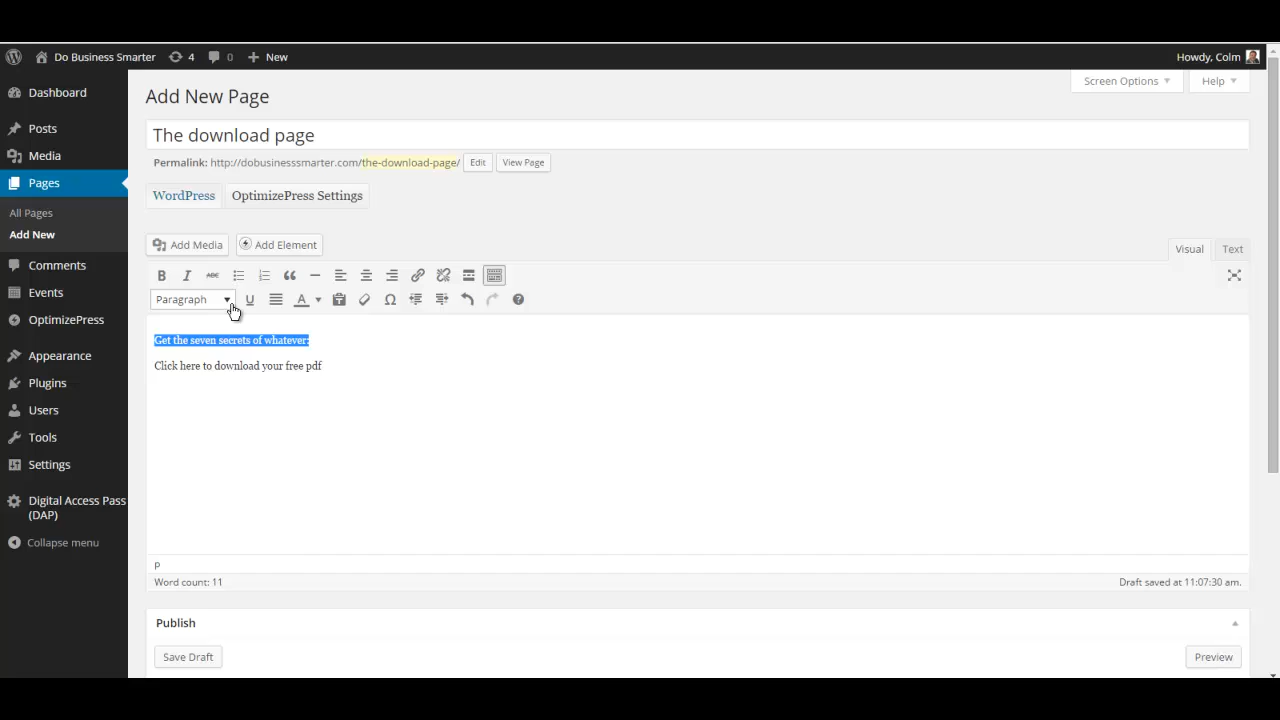 Do Business Smarter 4 0 New Howdy, Colm
Dashboard
Posts
Media
Pages
All Pages
Add New
Comments
Events
OptimizePress
Appearance
Plugins
Users
Tools
Settings
Digital Access Pass
(DAP)
Collapse menu
Screen Options Help
Add New Page
The download page
Permalink: http://dobusinesssmarter.com/the-download-page/ Edit View Page
WordPress OptimizePress Settings
Add Media Add Element Visual Text
B I ABC
Paragraph U A Ω
Get the seven secrets of whatever:
Click here to download your free pdf
p
Word count: 11 Draft saved at 11:07:30 am.
Publish
Save Draft Preview